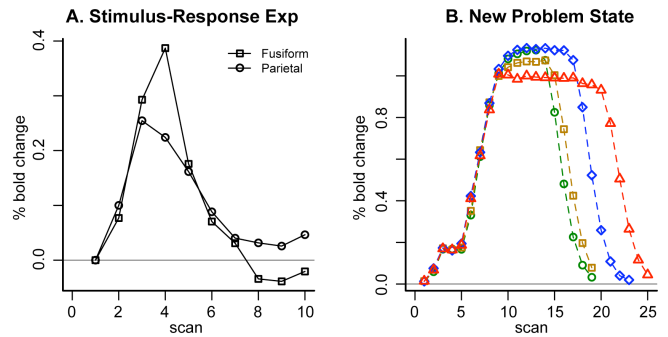 A. Stimulus-Response Exp
% bold change
0.0
0.2
0.4
Fusiform
Parietal
0 2 4 6 8 10
scan
B. New Problem State
% bold change
0.0
0.4
0.8
0 5 10 15 20 25
scan